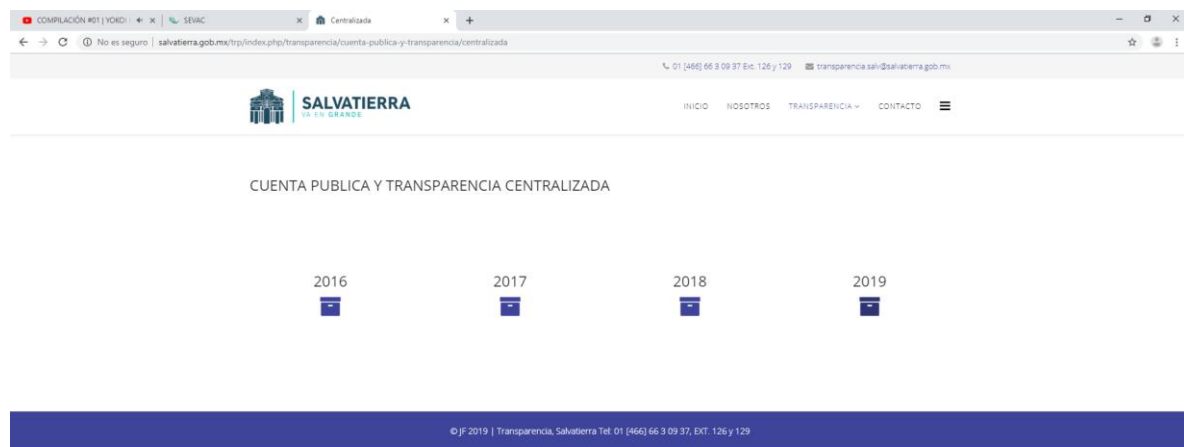 COMPILACIÓN #01 | YOKOI
SEVAC
Centralizada
No es seguro | salvatierra.gob.mx/trp/index.php/transparencia/cuenta-publica-y-transparencia/centralizado
01 [466] 66 3 09 37 Ext. 126 y 129 transparencia.salv@salvatierra.gob.mx
SALVATIERRA
VA EN GRANDE
INICIO NOSOTROS TRANSPARENCIA CONTACTO
CUENTA PUBLICA Y TRANSPARENCIA CENTRALIZADA
2016 2017 2018 2019
© JF 2019 | Transparencia, Salvatierra Tel: 01 [466] 66 3 09 37, EXT. 126 y 129